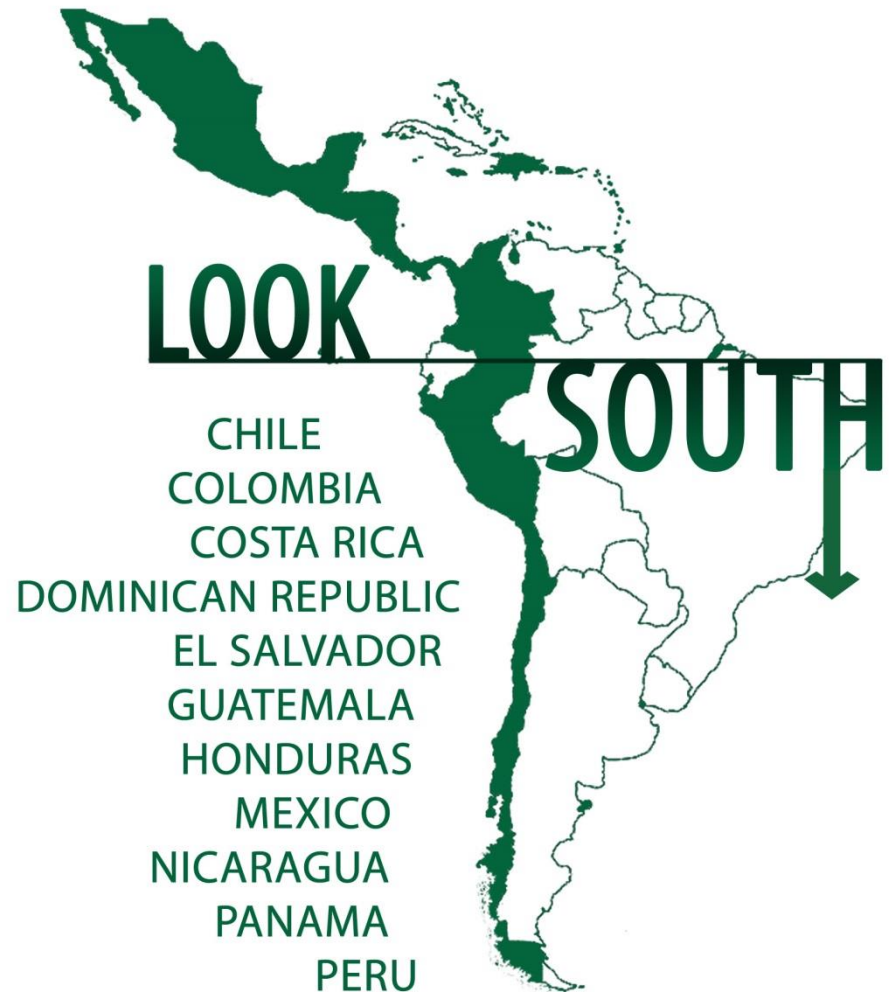 LOOK
SOUTH
CHILE
COLOMBIA
COSTA RICA
DOMINICAN REPUBLIC
EL SALVADOR
GUATEMALA
HONDURAS
MEXICO
NICARAGUA
PANAMA
PERU